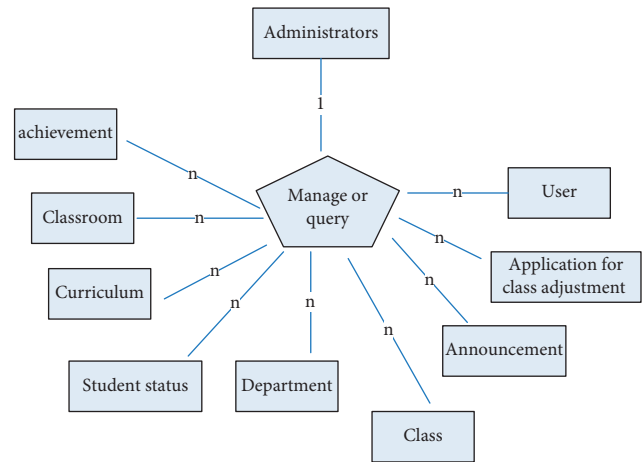 Administrators
1
achievement
n
Manage or
query
n
User
Classroom
n
n
Application for
class adjustment
Curriculum
n
n
Announcement
Student status
n
Department
n
n
Class